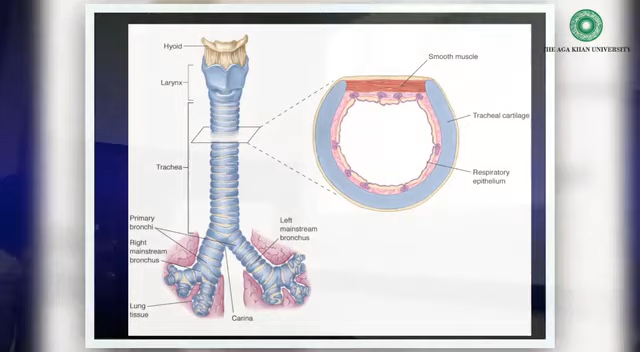 THE AGA KHAN UNIVERSITY
Hyoid
Larynx
Trachea
Primary
bronchi
Right
mainstream
bronchus
Lung
tissue
Carina
Left
mainstream
bronchus
Smooth muscle
Tracheal cartilage
Respiratory
epithelium